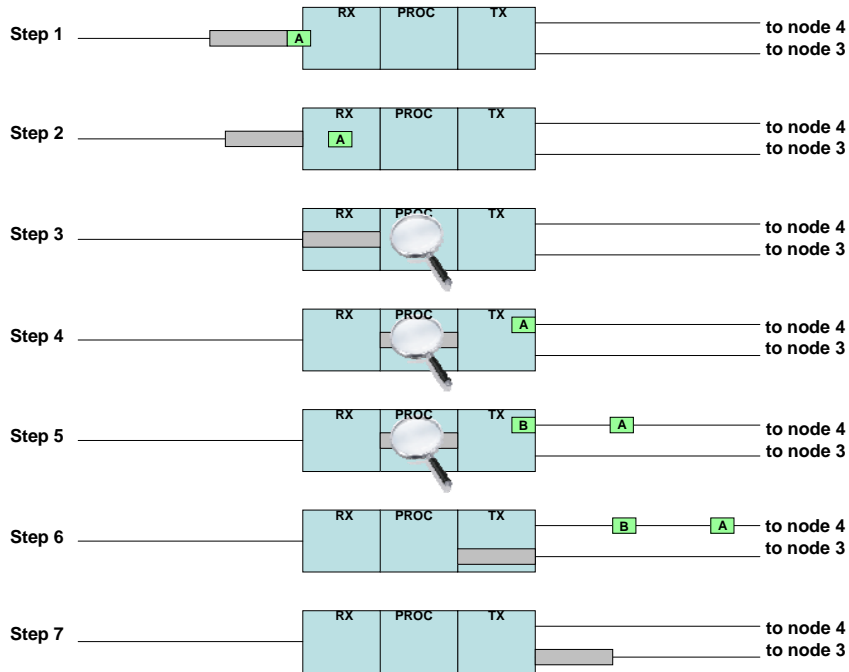 RX PROC TX
Step 1 A to node 4
to node 3
RX PROC TX
Step 2 A to node 4
to node 3
RX PROC TX
Step 3 to node 4
to node 3
RX PROC TX
Step 4 A to node 4
to node 3
RX PROC TX
Step 5 B A to node 4
to node 3
RX PROC TX
Step 6 B A to node 4
to node 3
RX PROC TX
Step 7 to node 4
to node 3